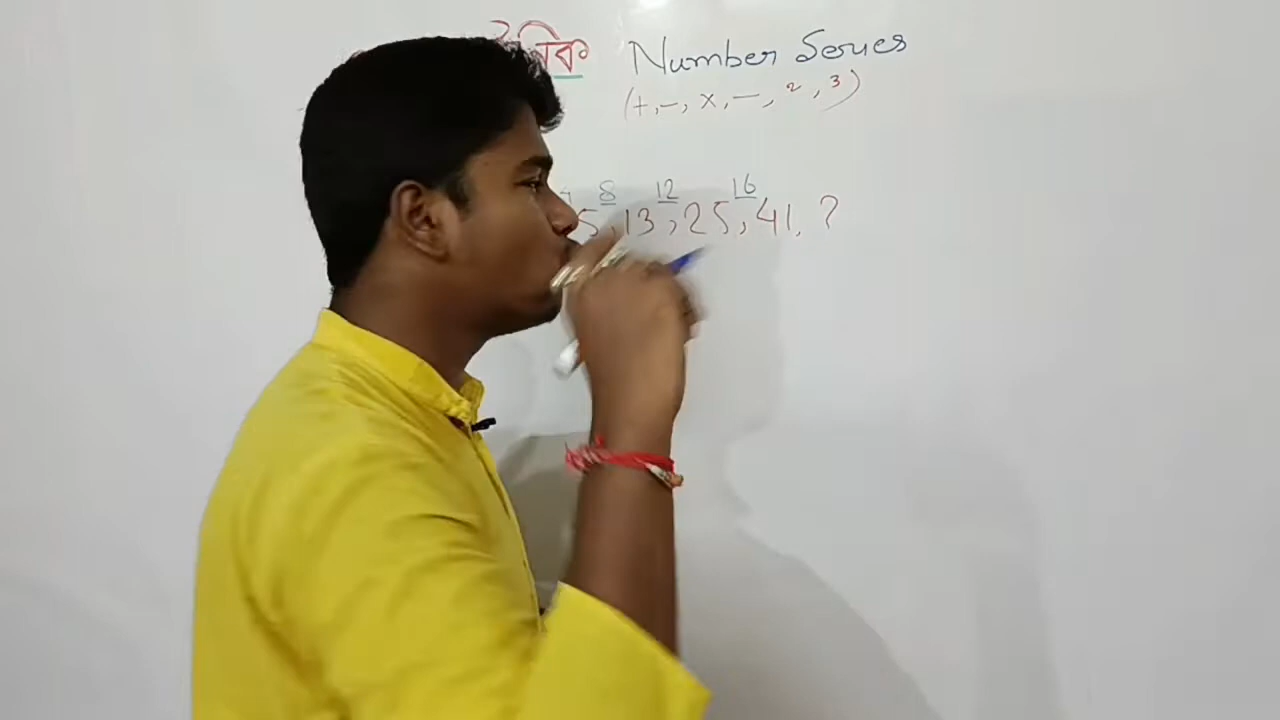 Number Series
(+, -, x, -, 2, 3)
8 12 16
5, 13, 25, 41, ?